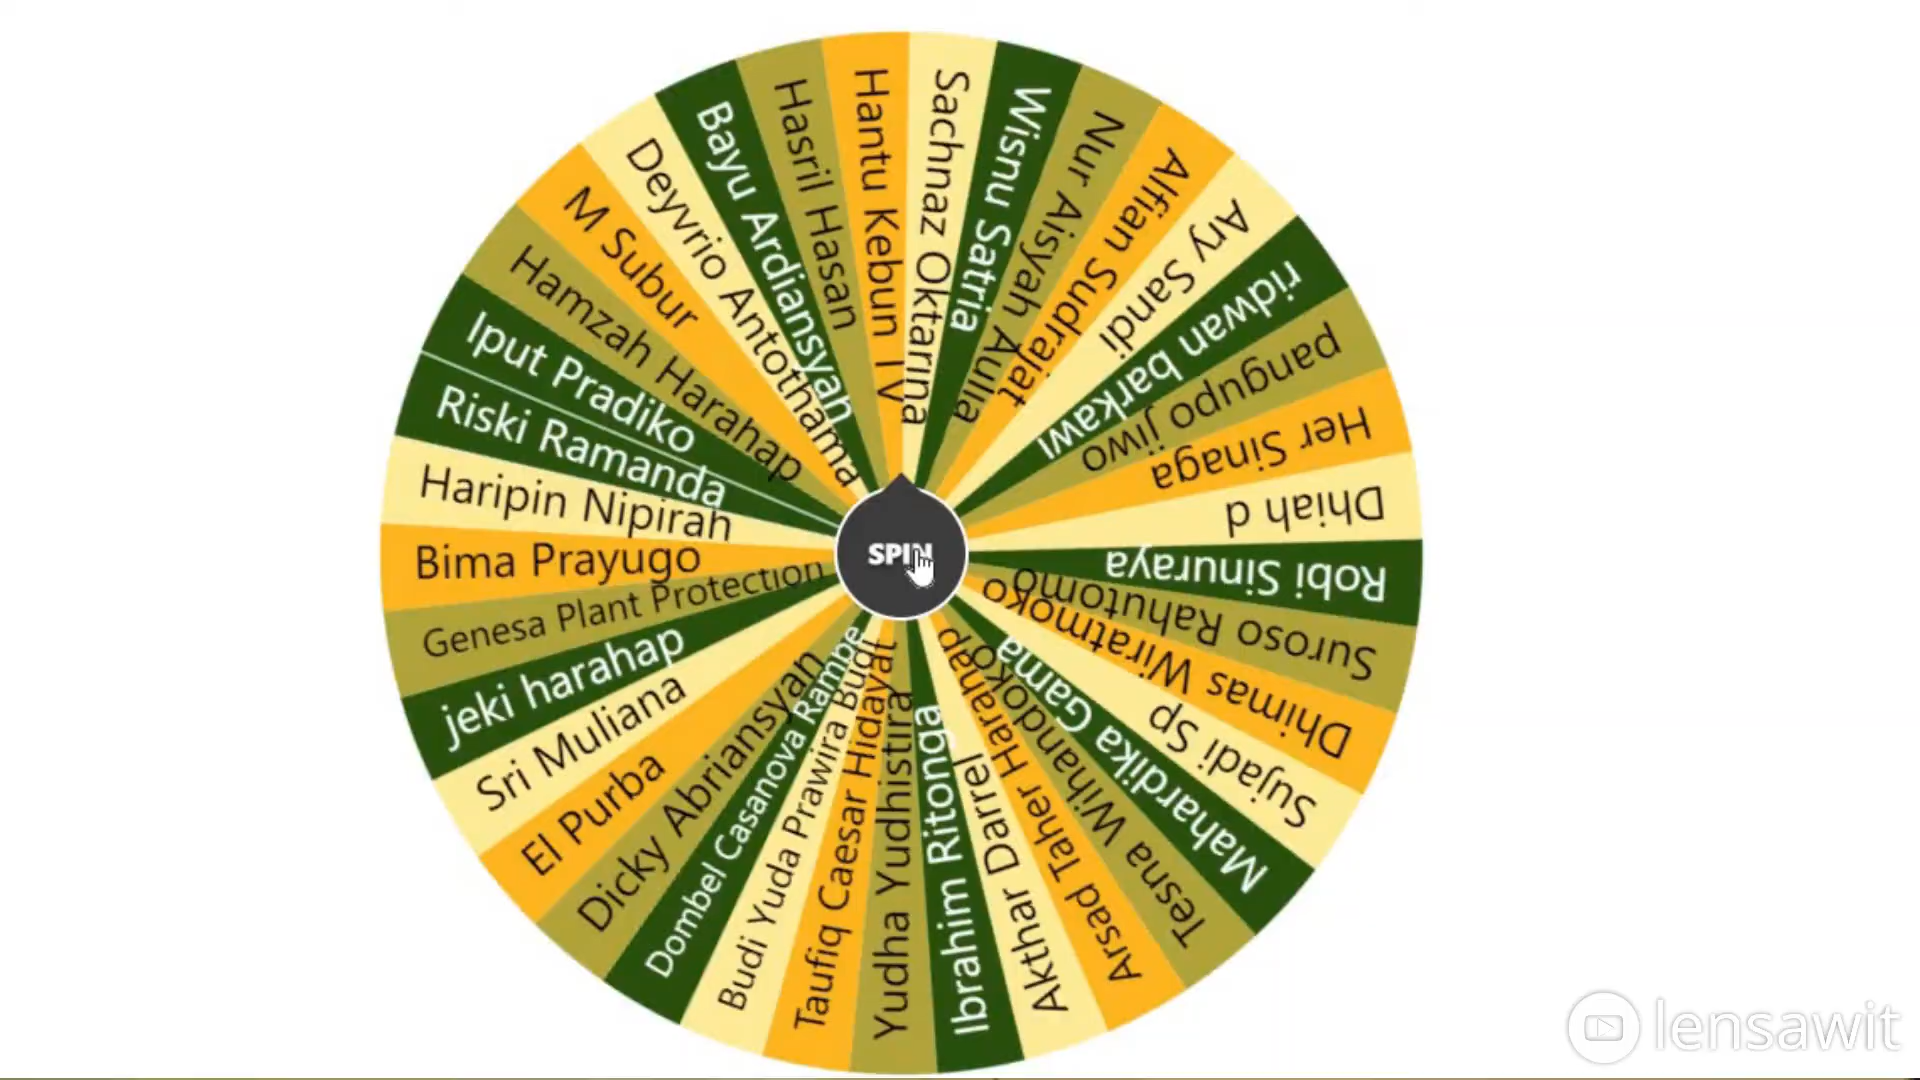 Hantu Kebun TV
Sachnaz Oktarina
Wisnu Satria
Nur Aisyah Aulia
Alfian Sudrajat
Ary Sandi
ridwan barkawi
pangupo jiwo
Her Sinaga
Dhiah d
Robi Sinuraya
Suroso Rahutomo
Dhimas Wiratmoko
Sujadi Sp
Mahardika Gama
Tesna Wihandoko
Arsad Taher Harahap
Akthar Darrel
Ibrahim Ritonga
Yudha Yudhistira
Taufiq Caesar Hidayat
Budi Yuda Prawira Budi
Dombel Casanova Rambe
Dicky Abriansyah
El Purba
Sri Muliana
jeki harahap
Genesa Plant Protection
Bima Prayugo
Haripin Nipirah
Riski Ramanda
Iput Pradiko
Hamzah Harahap
M Subur
Deyvrio Antothama
Bayu Ardiansyah
Hasril Hasan
SPIN
lensawit